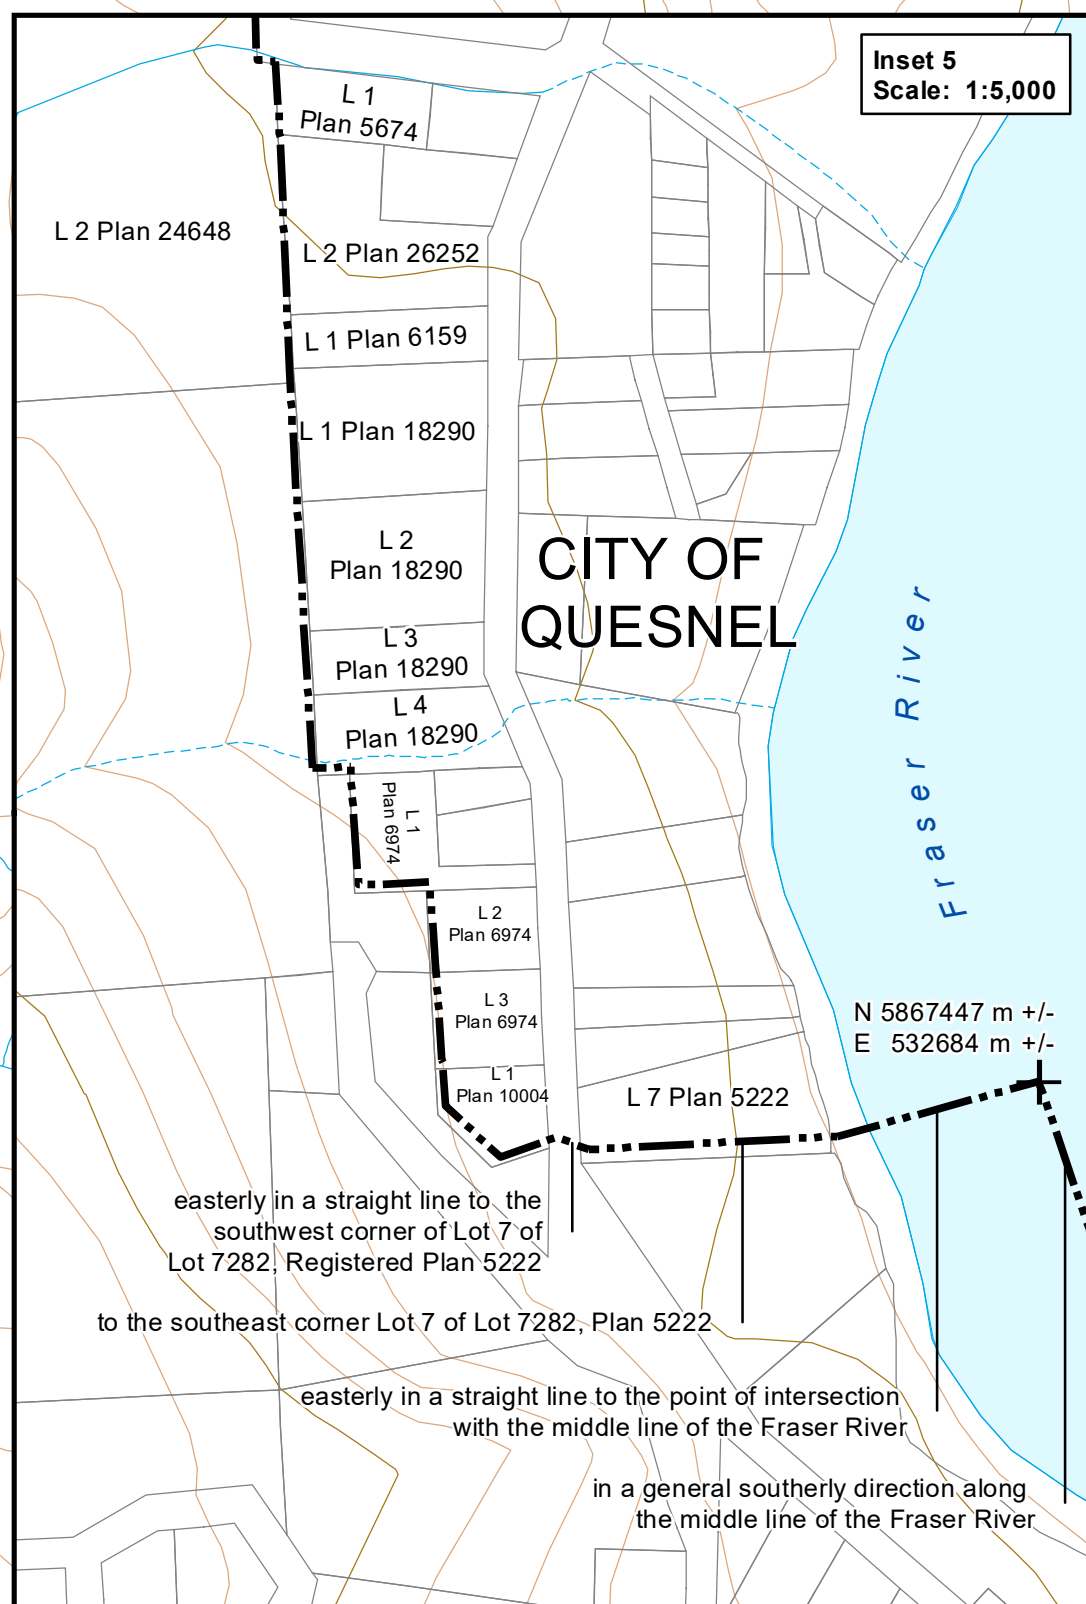 Inset 5
Scale: 1:5,000
L 1
Plan 5674
L 2 Plan 24648
L 2 Plan 26252
L 1 Plan 6159
L 1 Plan 18290
L 2
Plan 18290
CITY OF
QUESNEL
L 3
Plan 18290
L 4
Plan 18290
Fraser River
L 1
Plan 6974
L 2
Plan 6974
L 3
Plan 6974
N 5867447 m +/-
E 532684 m +/-
L 1
Plan 10004
L 7 Plan 5222
easterly in a straight line to the
southwest corner of Lot 7 of
Lot 7282, Registered Plan 5222
to the southeast corner Lot 7 of Lot 7282, Plan 5222
easterly in a straight line to the point of intersection
with the middle line of the Fraser River
in a general southerly direction along
the middle line of the Fraser River